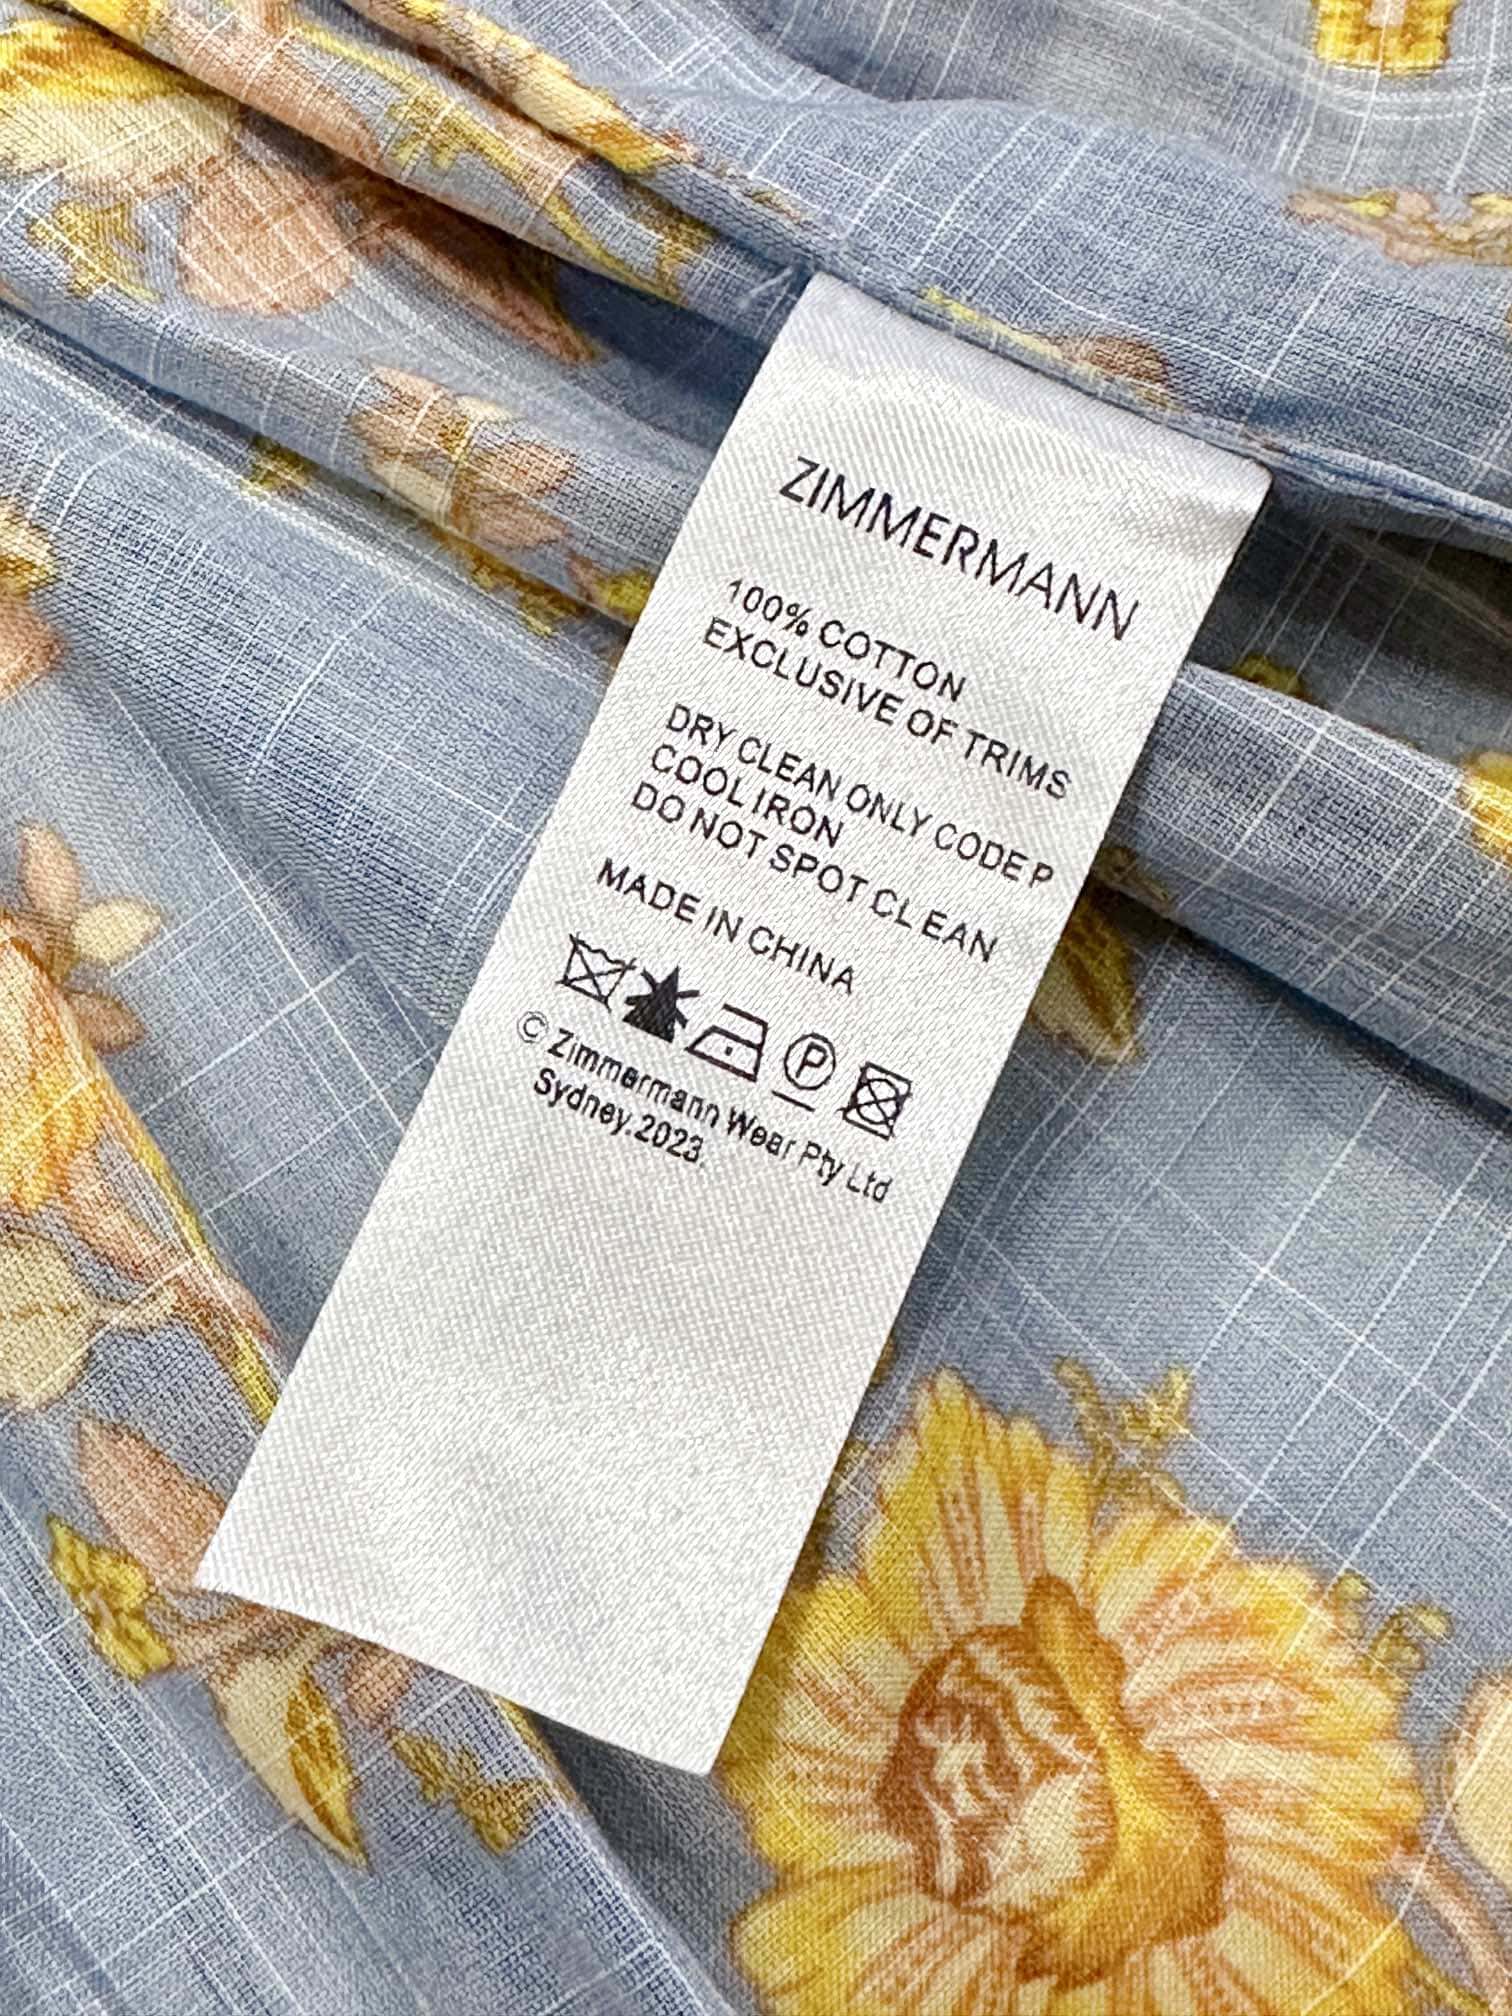 ZIMMERMANN
100% COTTON
EXCLUSIVE OF TRIMS
DRY CLEAN ONLY CODE P
COOL IRON
DO NOT SPOT CLEAN
MADE IN CHINA
P
© Zimmermann Wear Pty Ltd
Sydney.2023.